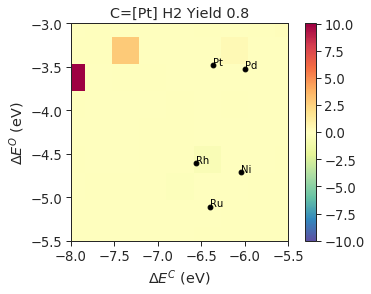 C=[Pt] H2 Yield 0.8
−3.0
−3.5
−4.0
−4.5
−5.0
−5.5
ΔE^O (eV)
Pt
Pd
Rh
Ni
Ru
−8.0 −7.5 −7.0 −6.5 −6.0 −5.5
ΔE^C (eV)
10.0
7.5
5.0
2.5
0.0
−2.5
−5.0
−7.5
−10.0